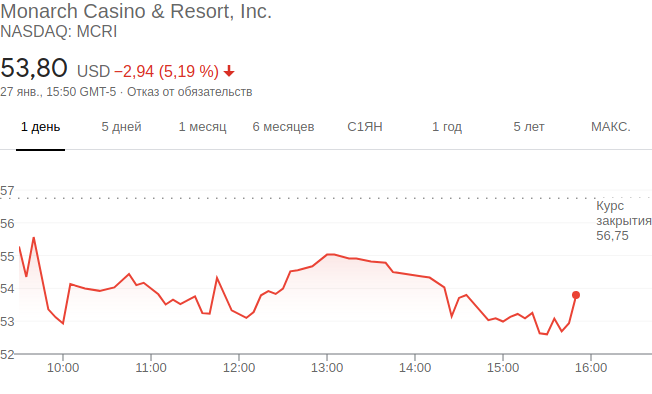 Monarch Casino & Resort, Inc.
NASDAQ: MCRI
53,80 USD −2,94 (5,19 %)
27 янв., 15:50 GMT-5 · Отказ от обязательств
1 день 5 дней 1 месяц 6 месяцев С1ЯН 1 год 5 лет МАКС.
57
Курс
закрытия
56,75
56
55
54
53
52
10:00 11:00 12:00 13:00 14:00 15:00 16:00